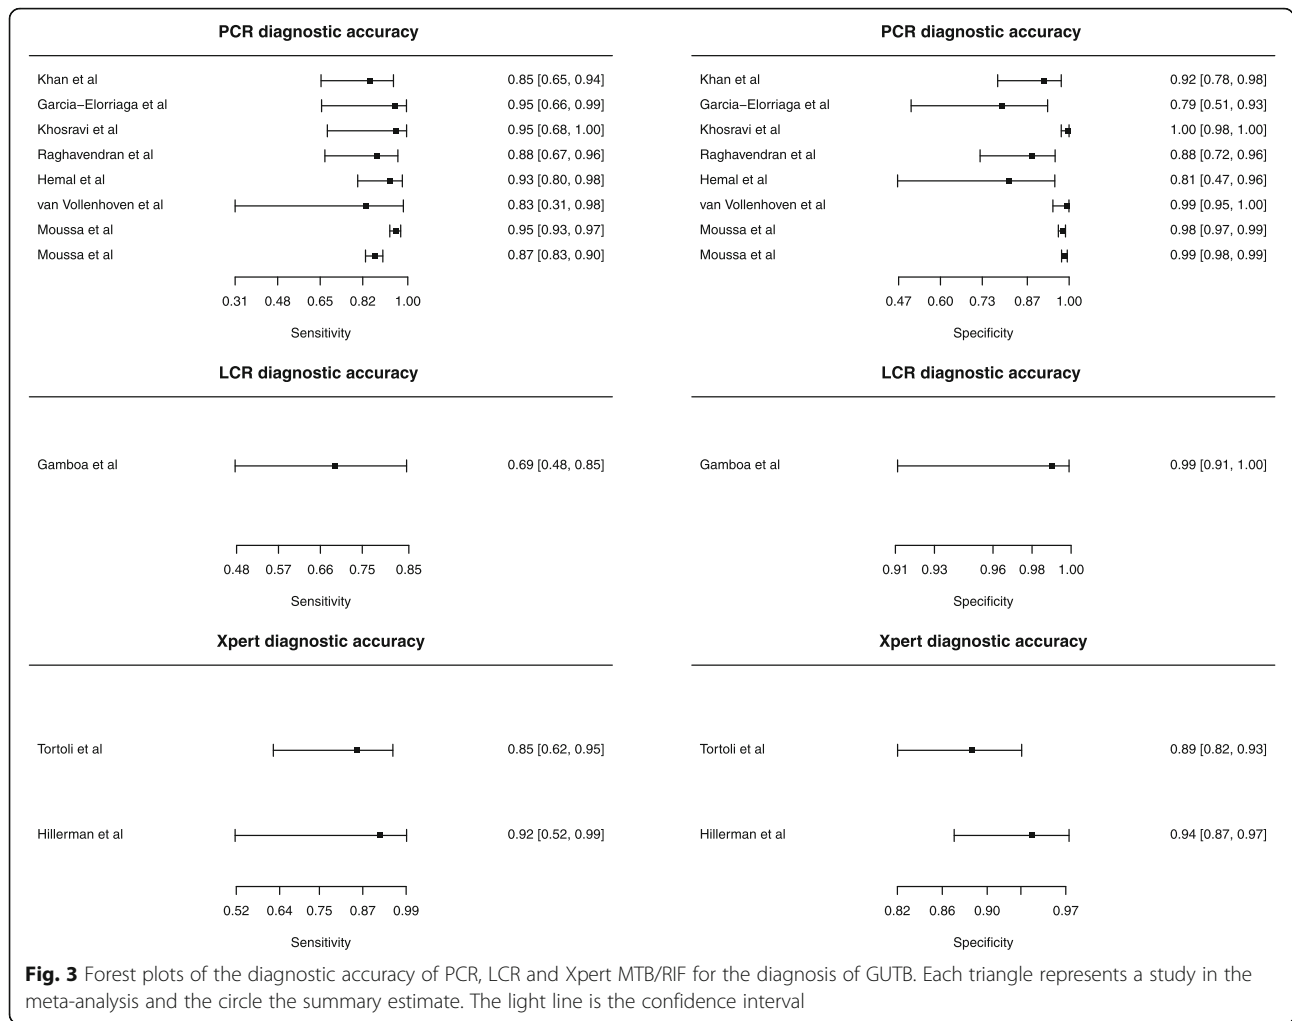 PCR diagnostic accuracy
Khan et al 0.85 [0.65, 0.94]
Garcia−Elorriaga et al 0.95 [0.66, 0.99]
Khosravi et al 0.95 [0.68, 1.00]
Raghavendran et al 0.88 [0.67, 0.96]
Hemal et al 0.93 [0.80, 0.98]
van Vollenhoven et al 0.83 [0.31, 0.98]
Moussa et al 0.95 [0.93, 0.97]
Moussa et al 0.87 [0.83, 0.90]
0.31 0.48 0.65 0.82 1.00
Sensitivity
PCR diagnostic accuracy
Khan et al 0.92 [0.78, 0.98]
Garcia−Elorriaga et al 0.79 [0.51, 0.93]
Khosravi et al 1.00 [0.98, 1.00]
Raghavendran et al 0.88 [0.72, 0.96]
Hemal et al 0.81 [0.47, 0.96]
van Vollenhoven et al 0.99 [0.95, 1.00]
Moussa et al 0.98 [0.97, 0.99]
Moussa et al 0.99 [0.98, 0.99]
0.47 0.60 0.73 0.87 1.00
Specificity
LCR diagnostic accuracy
Gamboa et al 0.69 [0.48, 0.85]
0.48 0.57 0.66 0.75 0.85
Sensitivity
LCR diagnostic accuracy
Gamboa et al 0.99 [0.91, 1.00]
0.91 0.93 0.96 0.98 1.00
Specificity
Xpert diagnostic accuracy
Tortoli et al 0.85 [0.62, 0.95]
Hillerman et al 0.92 [0.52, 0.99]
0.52 0.64 0.75 0.87 0.99
Sensitivity
Xpert diagnostic accuracy
Tortoli et al 0.89 [0.82, 0.93]
Hillerman et al 0.94 [0.87, 0.97]
0.82 0.86 0.90 0.97
Specificity
Fig. 3 Forest plots of the diagnostic accuracy of PCR, LCR and Xpert MTB/RIF for the diagnosis of GUTB. Each triangle represents a study in the
meta-analysis and the circle the summary estimate. The light line is the confidence interval